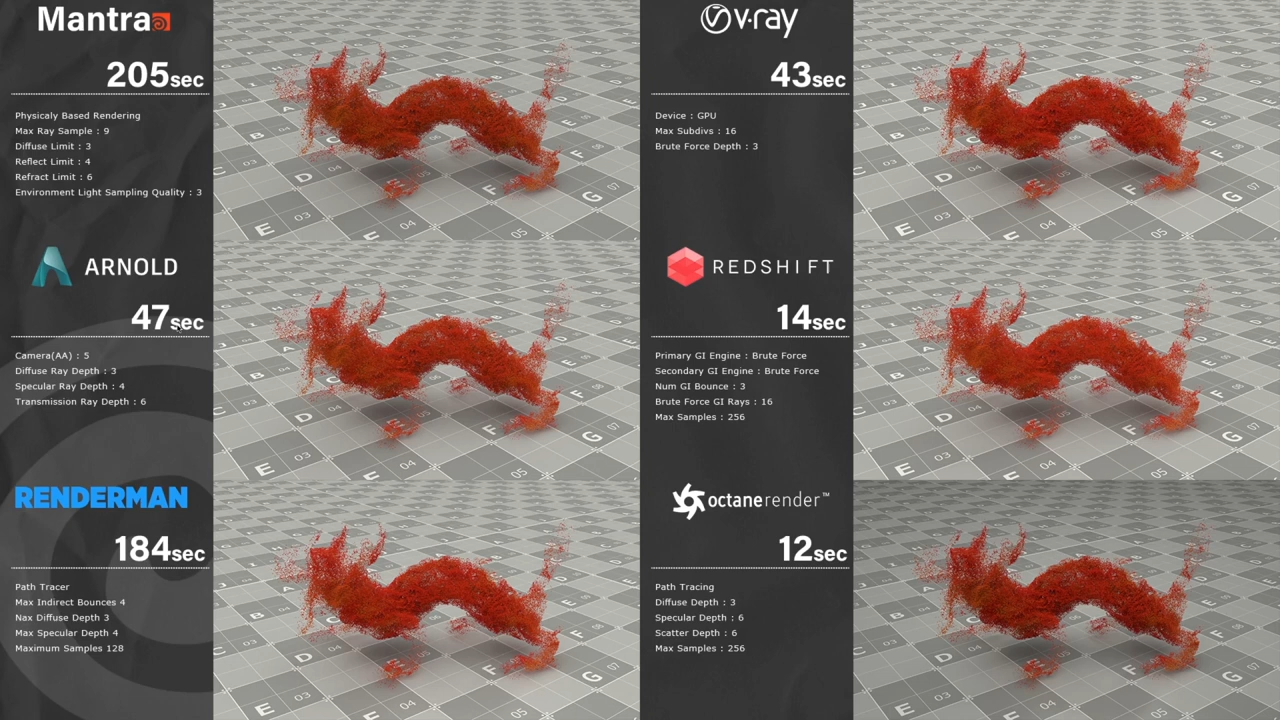 Mantra
205sec
Physicaly Based Rendering
Max Ray Sample : 9
Diffuse Limit : 3
Reflect Limit : 4
Refract Limit : 6
Environment Light Sampling Quality : 3
v·ray
43sec
Device : GPU
Max Subdivs : 16
Brute Force Depth : 3
ARNOLD
47sec
Camera(AA) : 5
Diffuse Ray Depth : 3
Specular Ray Depth : 4
Transmission Ray Depth : 6
REDSHIFT
14sec
Primary GI Engine : Brute Force
Secondary GI Engine : Brute Force
Num GI Bounce : 3
Brute Force GI Rays : 16
Max Samples : 256
RENDERMAN
184sec
Path Tracer
Max Indirect Bounces 4
Nax Diffuse Depth 3
Max Specular Depth 4
Maximum Samples 128
octanerender™
12sec
Path Tracing
Diffuse Depth : 3
Specular Depth : 6
Scatter Depth : 6
Max Samples : 256